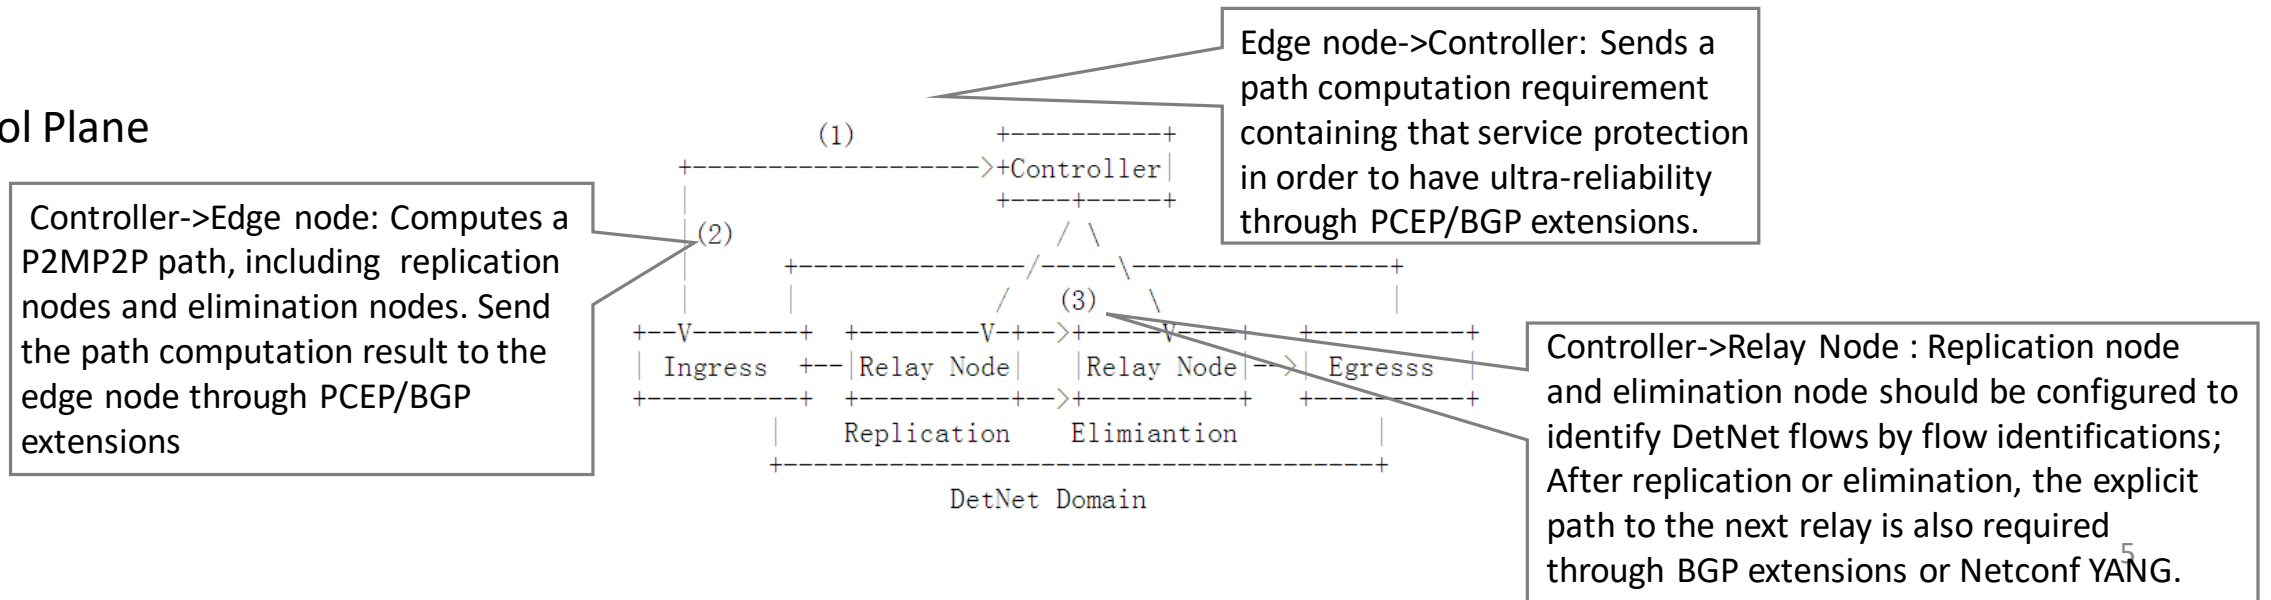 ol Plane
Edge node->Controller: Sends a
path computation requirement
containing that service protection
in order to have ultra-reliability
through PCEP/BGP extensions.
Controller->Edge node: Computes a
P2MP2P path, including replication
nodes and elimination nodes. Send
the path computation result to the
edge node through PCEP/BGP
extensions
(1)
Controller
(2)
(3)
Ingress Relay Node Relay Node Egresss
Replication Elimiantion
DetNet Domain
Controller->Relay Node : Replication node
and elimination node should be configured to
identify DetNet flows by flow identifications;
After replication or elimination, the explicit
path to the next relay is also required
through BGP extensions or Netconf YANG.
5